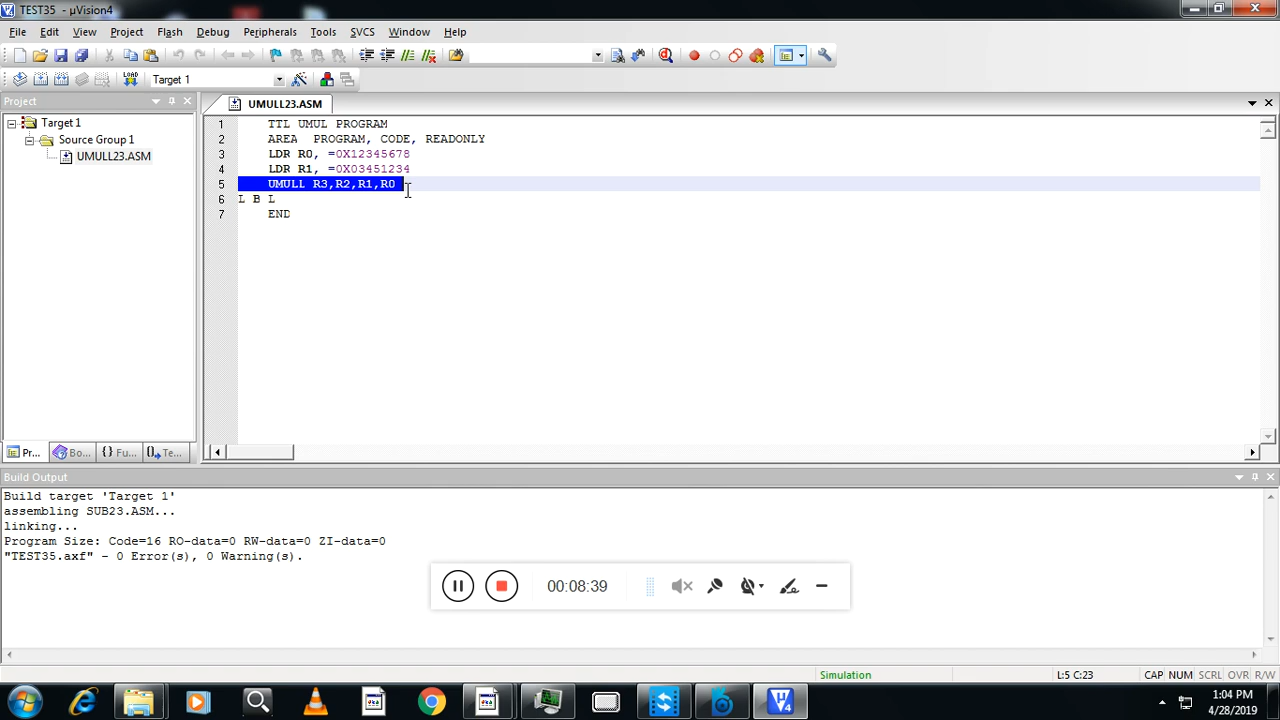 TEST35 - µVision4
File Edit View Project Flash Debug Peripherals Tools SVCS Window Help
LOAD Target 1
Project
UMULL23.ASM
Target 1
Source Group 1
UMULL23.ASM
1 TTL UMUL PROGRAM
2 AREA PROGRAM, CODE, READONLY
3 LDR R0, =0X12345678
4 LDR R1, =0X03451234
5 UMULL R3,R2,R1,R0
6 L B L
7 END
Pr... Bo... {} Fu... Te...
Build Output
Build target 'Target 1'
assembling SUB23.ASM...
linking...
Program Size: Code=16 RO-data=0 RW-data=0 ZI-data=0
"TEST35.axf" - 0 Error(s), 0 Warning(s).
00:08:39
Simulation L:5 C:23 CAP NUM SCRL OVR R/W
1:04 PM
4/28/2019